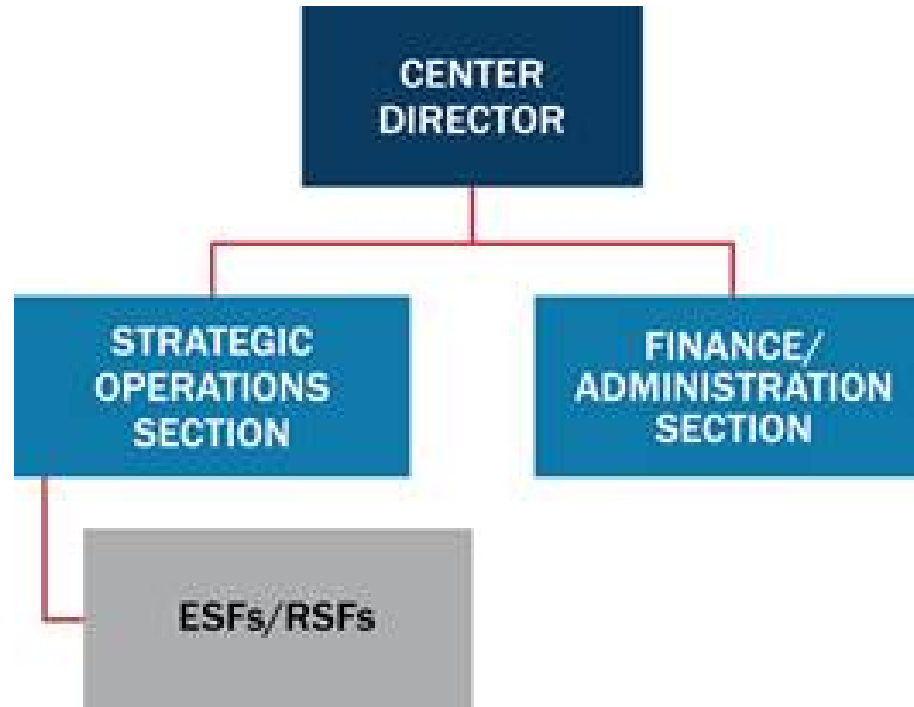 CENTER
DIRECTOR
STRATEGIC
OPERATIONS
SECTION
FINANCE/
ADMINISTRATION
SECTION
ESFs/RSFs